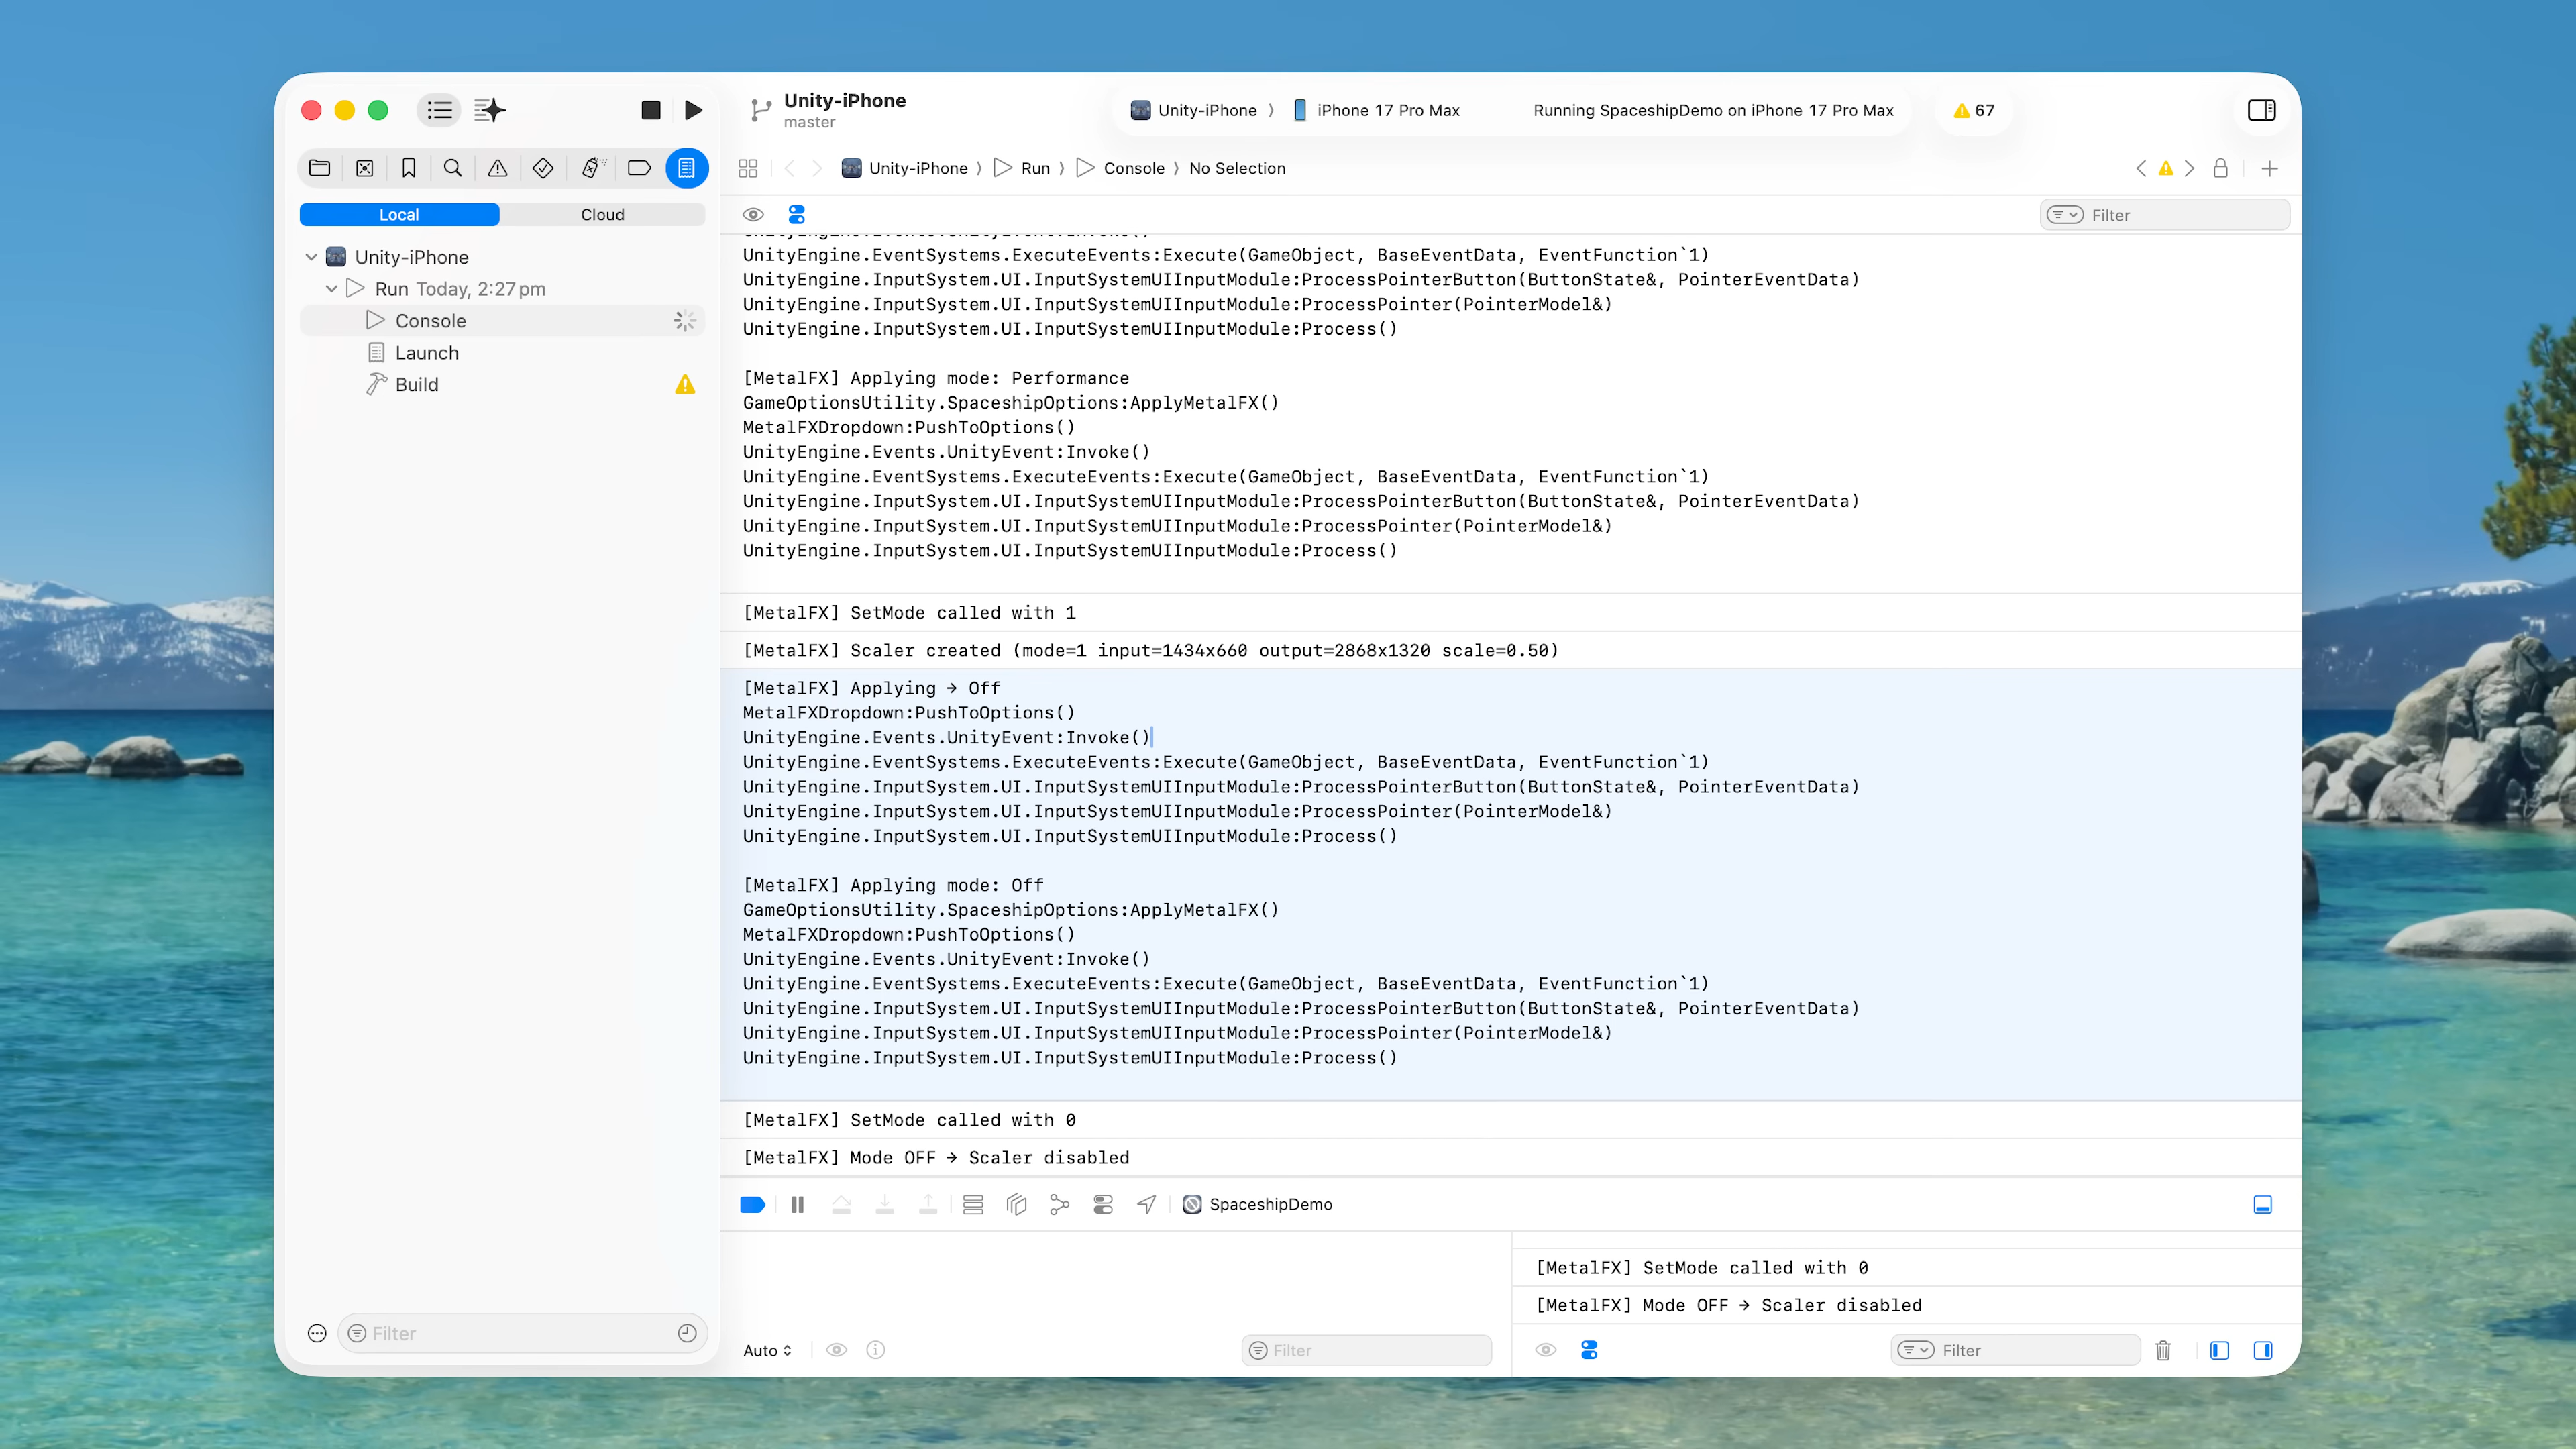 Unity-iPhone
master
Unity-iPhone 〉 iPhone 17 Pro Max
Running SpaceshipDemo on iPhone 17 Pro Max
67
Unity-iPhone 〉 Run 〉 Console 〉 No Selection
Local
Cloud
Filter
Unity-iPhone
Run Today, 2:27 pm
Console
Launch
Build
Filter
UnityEngine.EventSystems.ExecuteEvents:Execute(GameObject, BaseEventData, EventFunction`1)
UnityEngine.InputSystem.UI.InputSystemUIInputModule:ProcessPointerButton(ButtonState&, PointerEventData)
UnityEngine.InputSystem.UI.InputSystemUIInputModule:ProcessPointer(PointerModel&)
UnityEngine.InputSystem.UI.InputSystemUIInputModule:Process()
[MetalFX] Applying mode: Performance
GameOptionsUtility.SpaceshipOptions:ApplyMetalFX()
MetalFXDropdown:PushToOptions()
UnityEngine.Events.UnityEvent:Invoke()
UnityEngine.EventSystems.ExecuteEvents:Execute(GameObject, BaseEventData, EventFunction`1)
UnityEngine.InputSystem.UI.InputSystemUIInputModule:ProcessPointerButton(ButtonState&, PointerEventData)
UnityEngine.InputSystem.UI.InputSystemUIInputModule:ProcessPointer(PointerModel&)
UnityEngine.InputSystem.UI.InputSystemUIInputModule:Process()
[MetalFX] SetMode called with 1
[MetalFX] Scaler created (mode=1 input=1434x660 output=2868x1320 scale=0.50)
[MetalFX] Applying → Off
MetalFXDropdown:PushToOptions()
UnityEngine.Events.UnityEvent:Invoke()
UnityEngine.EventSystems.ExecuteEvents:Execute(GameObject, BaseEventData, EventFunction`1)
UnityEngine.InputSystem.UI.InputSystemUIInputModule:ProcessPointerButton(ButtonState&, PointerEventData)
UnityEngine.InputSystem.UI.InputSystemUIInputModule:ProcessPointer(PointerModel&)
UnityEngine.InputSystem.UI.InputSystemUIInputModule:Process()
[MetalFX] Applying mode: Off
GameOptionsUtility.SpaceshipOptions:ApplyMetalFX()
MetalFXDropdown:PushToOptions()
UnityEngine.Events.UnityEvent:Invoke()
UnityEngine.EventSystems.ExecuteEvents:Execute(GameObject, BaseEventData, EventFunction`1)
UnityEngine.InputSystem.UI.InputSystemUIInputModule:ProcessPointerButton(ButtonState&, PointerEventData)
UnityEngine.InputSystem.UI.InputSystemUIInputModule:ProcessPointer(PointerModel&)
UnityEngine.InputSystem.UI.InputSystemUIInputModule:Process()
[MetalFX] SetMode called with 0
[MetalFX] Mode OFF → Scaler disabled
SpaceshipDemo
[MetalFX] SetMode called with 0
[MetalFX] Mode OFF → Scaler disabled
Auto
Filter
Filter